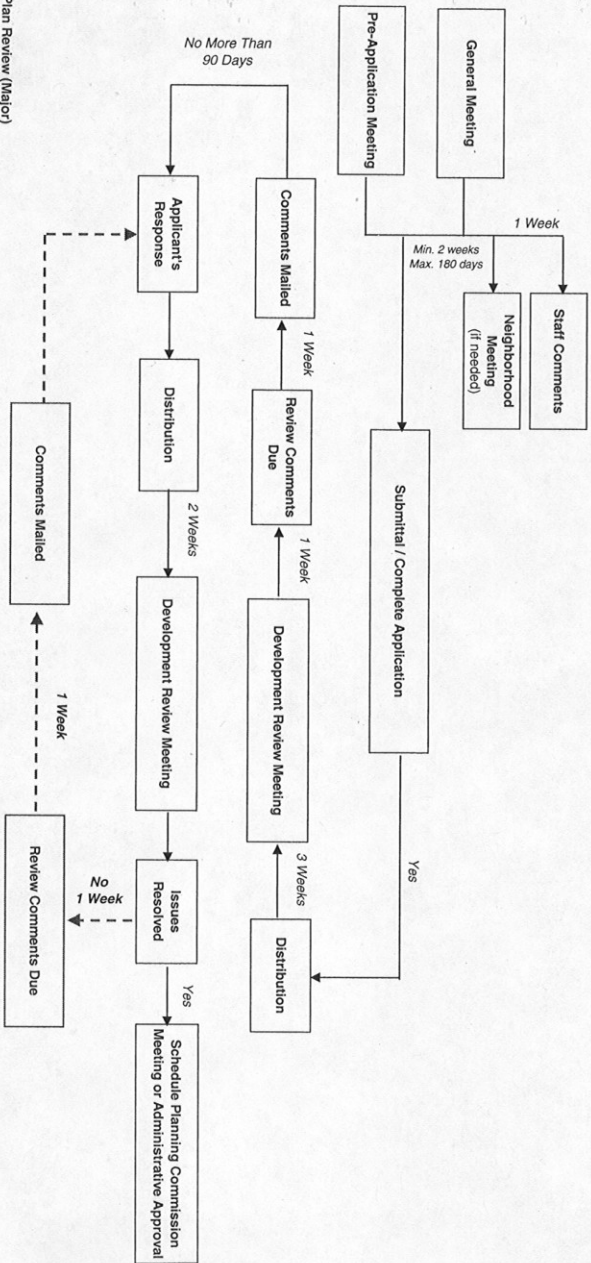 Plan Review (Major)
General Meeting
Pre-Application Meeting
1 Week
Min. 2 weeks
Max. 180 days
Staff Comments
Neighborhood
Meeting
(if needed)
Submittal / Complete Application
Yes
Distribution
3 Weeks
Development Review Meeting
1 Week
Review Comments
Due
1 Week
Comments Mailed
No More Than
90 Days
Applicant's
Response
Distribution
2 Weeks
Development Review Meeting
Issues
Resolved
Yes
Schedule Planning Commission
Meeting or Administrative Approval
No
1 Week
Review Comments Due
1 Week
Comments Mailed